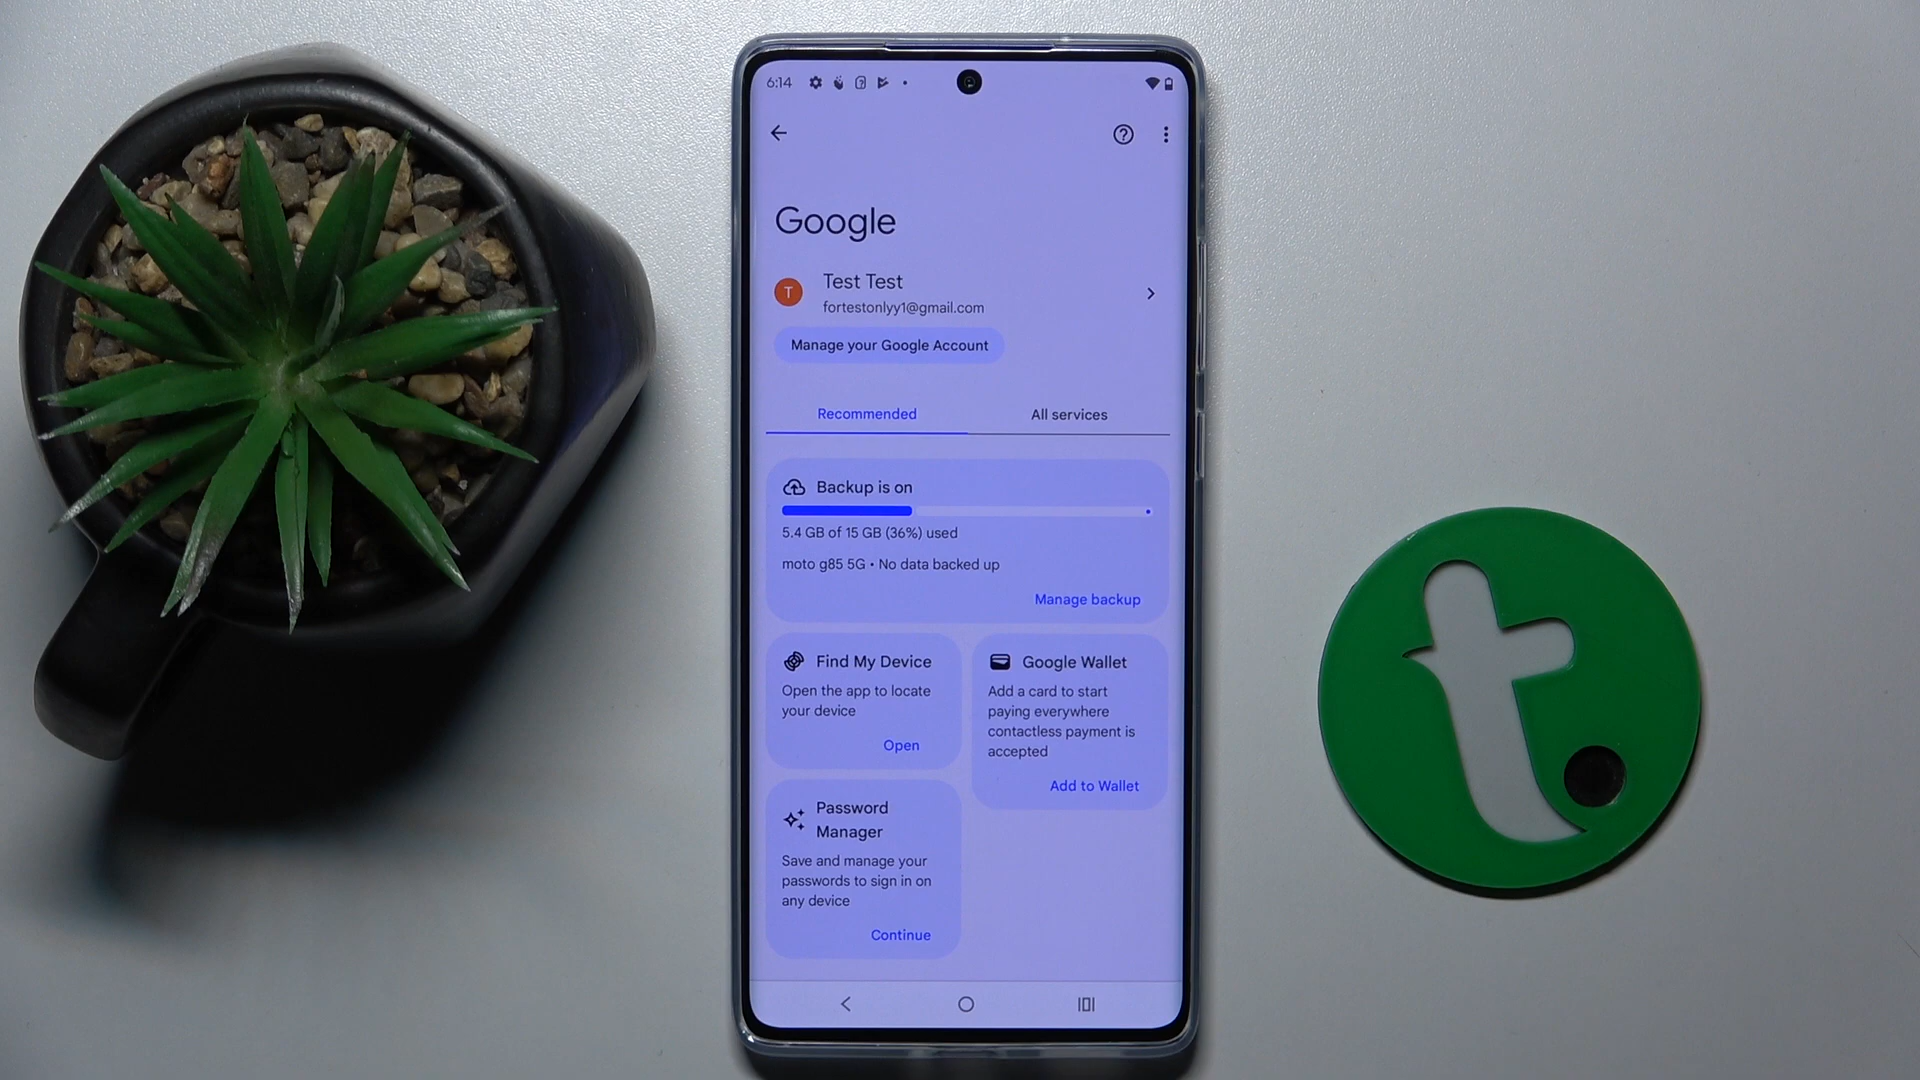 6:14
Google
T
Test Test
fortestonlyy1@gmail.com
Manage your Google Account
Recommended
All services
Backup is on
5.4 GB of 15 GB (36%) used
moto g85 5G • No data backed up
Manage backup
Find My Device
Open the app to locate
your device
Open
Google Wallet
Add a card to start
paying everywhere
contactless payment is
accepted
Add to Wallet
Password
Manager
Save and manage your
passwords to sign in on
any device
Continue
t